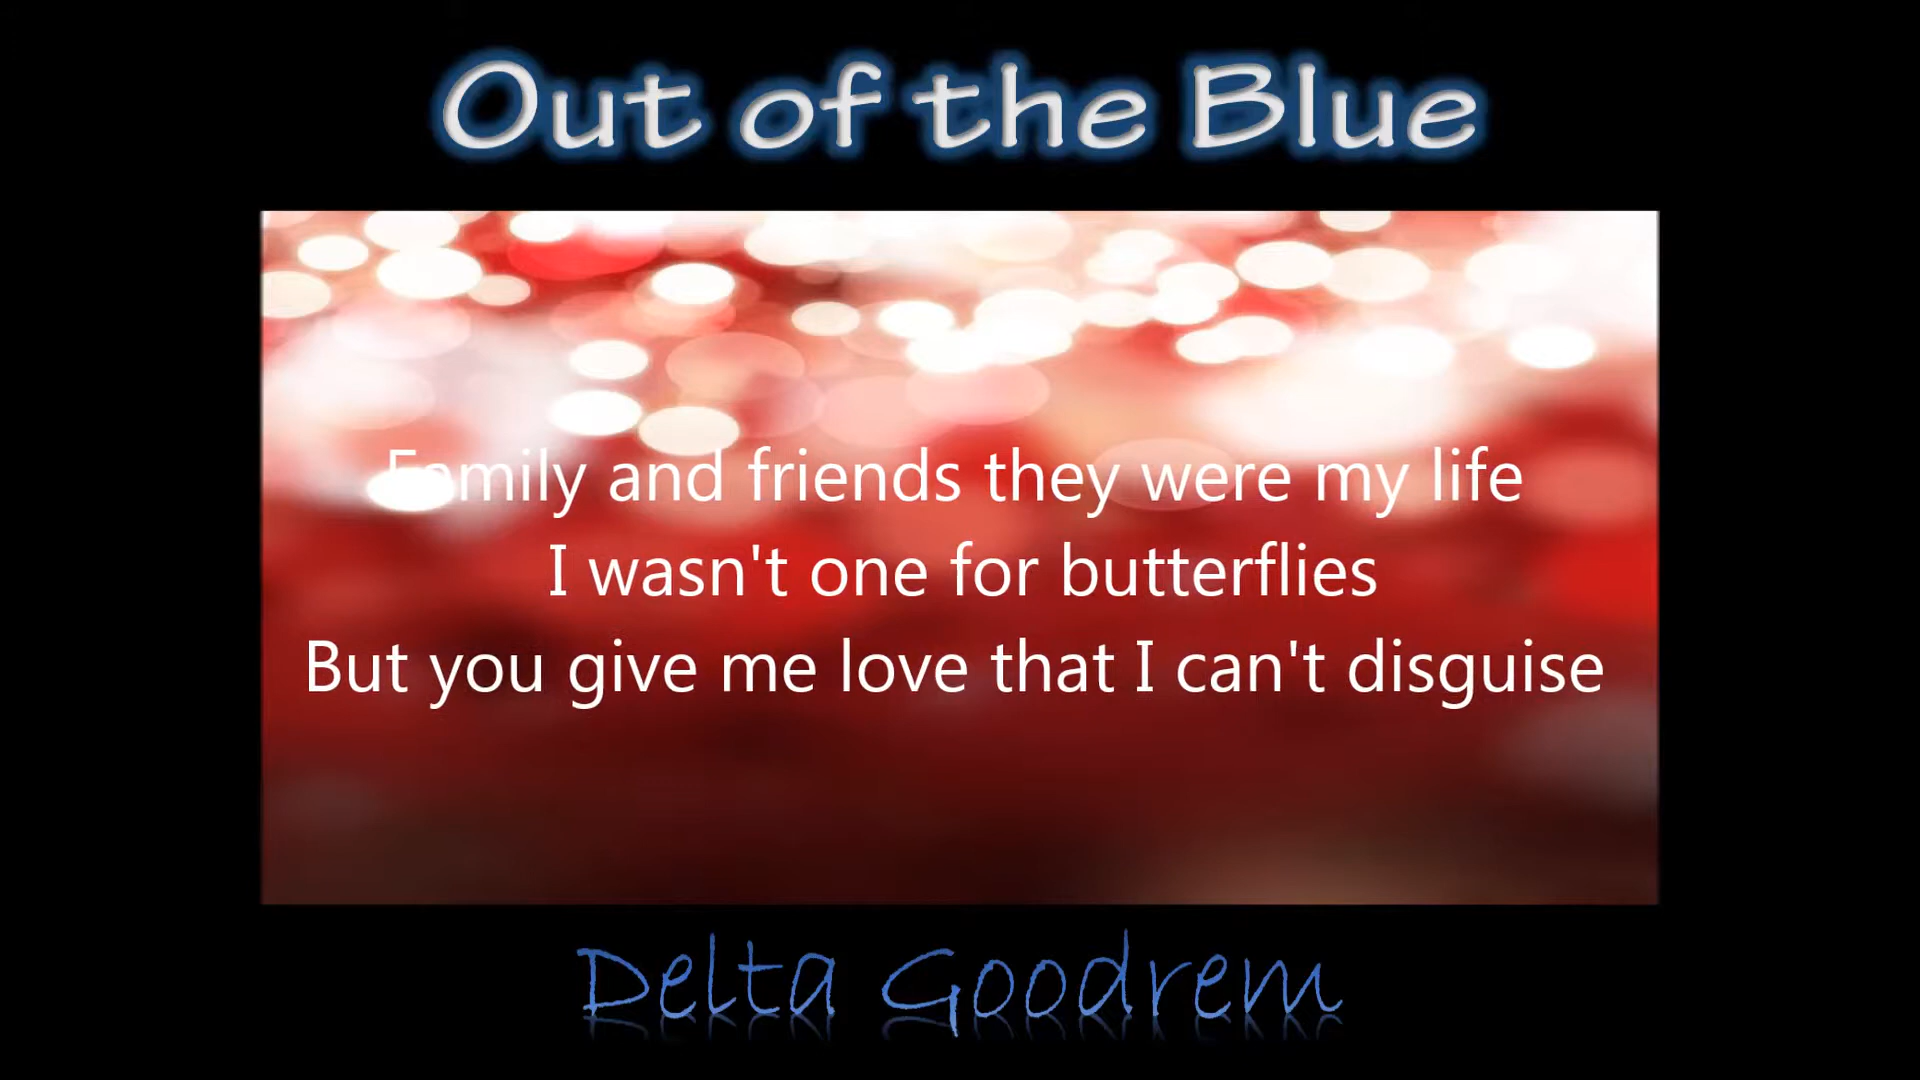 Out of the Blue
Family and friends they were my life
I wasn't one for butterflies
But you give me love that I can't disguise
Delta Goodrem